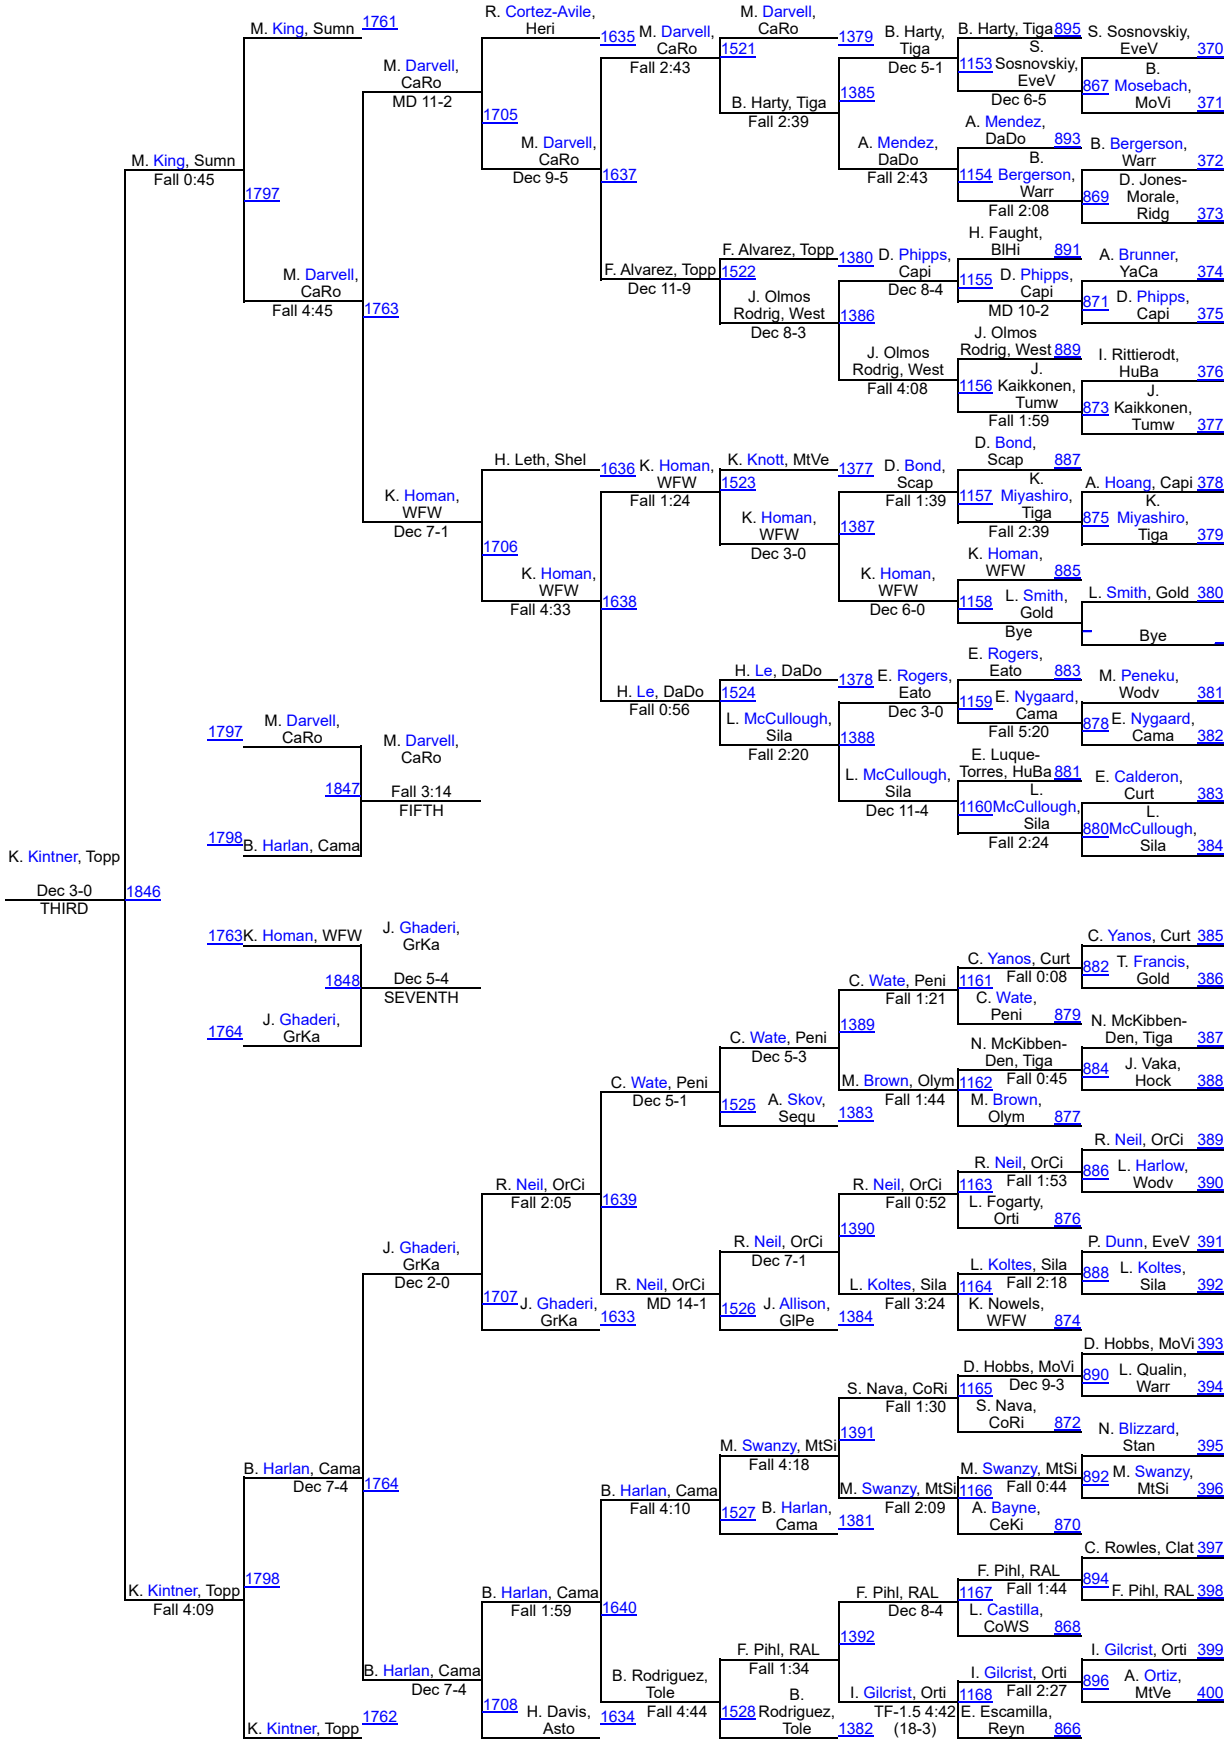 M. King, Sumn 1761
R. Cortez-Avile,
Heri 1635
M. Darvell,
CaRo
Fall 2:43
M. Darvell,
CaRo 1379
1521
B. Harty,
Tiga
Dec 5-1
B. Harty, Tiga 895
S. Sosnovskiy,
EveV 370
1153
S.
Sosnovskiy,
EveV
Dec 6-5
867
B.
Mosebach,
MoVi 371
M. Darvell,
CaRo
MD 11-2
1705
B. Harty, Tiga
Fall 2:39
1385
M. Darvell,
CaRo
Dec 9-5
1637
A. Mendez,
DaDo
Fall 2:43
A. Mendez,
DaDo 893
1154
B.
Bergerson,
Warr
Fall 2:08
B. Bergerson,
Warr 372
869
D. Jones-
Morale,
Ridg 373
M. King, Sumn
Fall 0:45
1797
F. Alvarez, Topp 1380
F. Alvarez, Topp
Dec 11-9
1522
D. Phipps,
Capi
Dec 8-4
H. Faught,
BlHi 891
1155
D. Phipps,
Capi
MD 10-2
A. Brunner,
YaCa 374
871
D. Phipps,
Capi 375
M. Darvell,
CaRo
Fall 4:45
1763
J. Olmos
Rodrig, West
Dec 8-3
1386
J. Olmos
Rodrig, West
Fall 4:08
J. Olmos
Rodrig, West 889
1156
J.
Kaikkonen,
Tumw
Fall 1:59
I. Rittierodt,
HuBa 376
873
J.
Kaikkonen,
Tumw 377
H. Leth, Shel 1636
K. Homan,
WFW
Fall 1:24
K. Knott, MtVe 1377
1523
D. Bond,
Scap
Fall 1:39
D. Bond,
Scap 887
1157
K.
Miyashiro,
Tiga
Fall 2:39
A. Hoang, Capi 378
875
K.
Miyashiro,
Tiga 379
K. Homan,
WFW
Dec 7-1
1706
K. Homan,
WFW
Dec 3-0
1387
K. Homan,
WFW
Fall 4:33
1638
K. Homan,
WFW
Dec 6-0
K. Homan,
WFW 885
1158
L. Smith,
Gold
Bye
L. Smith, Gold 380
Bye
H. Le, DaDo 1378
H. Le, DaDo
Fall 0:56
1524
E. Rogers,
Eato
Dec 3-0
E. Rogers,
Eato 883
1159
E. Nygaard,
Cama
Fall 5:20
M. Peneku,
Wodv 381
878
E. Nygaard,
Cama 382
L. McCullough,
Sila
Fall 2:20
1388
L. McCullough,
Sila
Dec 11-4
E. Luque-
Torres, HuBa 881
1160
L.
McCullough,
Sila
Fall 2:24
E. Calderon,
Curt 383
880
L.
McCullough,
Sila 384
1797
M. Darvell,
CaRo
M. Darvell,
CaRo
1847
Fall 3:14
FIFTH
1798
B. Harlan, Cama
K. Kintner, Topp
Dec 3-0
THIRD
1846
1763
K. Homan, WFW
J. Ghaderi,
GrKa
1848
Dec 5-4
SEVENTH
1764
J. Ghaderi,
GrKa
C. Yanos, Curt 385
C. Yanos, Curt
Fall 0:08
882
T. Francis,
Gold 386
C. Wate, Peni
Fall 1:21
1161
C. Wate,
Peni 879
1389
C. Wate, Peni
Dec 5-3
N. McKibben-
Den, Tiga 387
N. McKibben-
Den, Tiga
Fall 0:45
884
J. Vaka,
Hock 388
M. Brown, Olym
Fall 1:44
1162
M. Brown,
Olym 877
C. Wate, Peni
Dec 5-1
1525
A. Skov,
Sequ 1383
R. Neil, OrCi 389
R. Neil, OrCi
Fall 1:53
886
L. Harlow,
Wodv 390
R. Neil, OrCi
Fall 0:52
1163
L. Fogarty,
Orti 876
R. Neil, OrCi
Fall 2:05
1639
1390
R. Neil, OrCi
Dec 7-1
P. Dunn, EveV 391
L. Koltes, Sila
Fall 2:18
888
L. Koltes,
Sila 392
L. Koltes, Sila
Fall 3:24
1164
K. Nowels,
WFW 874
J. Ghaderi,
GrKa
Dec 2-0
1707
J. Ghaderi,
GrKa 1633
R. Neil, OrCi
MD 14-1
1526
J. Allison,
GlPe 1384
D. Hobbs, MoVi 393
D. Hobbs, MoVi
Dec 9-3
890
L. Qualin,
Warr 394
S. Nava, CoRi
Fall 1:30
1165
S. Nava,
CoRi 872
1391
M. Swanzy, MtSi
Fall 4:18
N. Blizzard,
Stan 395
M. Swanzy, MtSi
Fall 0:44
892
M. Swanzy,
MtSi 396
M. Swanzy, MtSi
Fall 2:09
1166
A. Bayne,
CeKi 870
B. Harlan, Cama
Dec 7-4
1764
B. Harlan, Cama
Fall 4:10
1527
B. Harlan,
Cama 1381
C. Rowles, Clat 397
F. Pihl, RAL
Fall 1:44
894
F. Pihl, RAL 398
K. Kintner, Topp
Fall 4:09
1798
B. Harlan, Cama
Fall 1:59
1640
F. Pihl, RAL
Dec 8-4
1167
L. Castilla,
CoWS 868
1392
F. Pihl, RAL
Fall 1:34
I. Gilcrist, Orti 399
I. Gilcrist, Orti
Fall 2:27
896
A. Ortiz,
MtVe 400
B. Harlan, Cama
Dec 7-4
1708
H. Davis,
Asto 1634
B. Rodriguez,
Tole
Fall 4:44
1528
B.
Rodriguez,
Tole 1382
I. Gilcrist, Orti
TF-1.5 4:42
(18-3)
1168
E. Escamilla,
Reyn 866
K. Kintner, Topp 1762